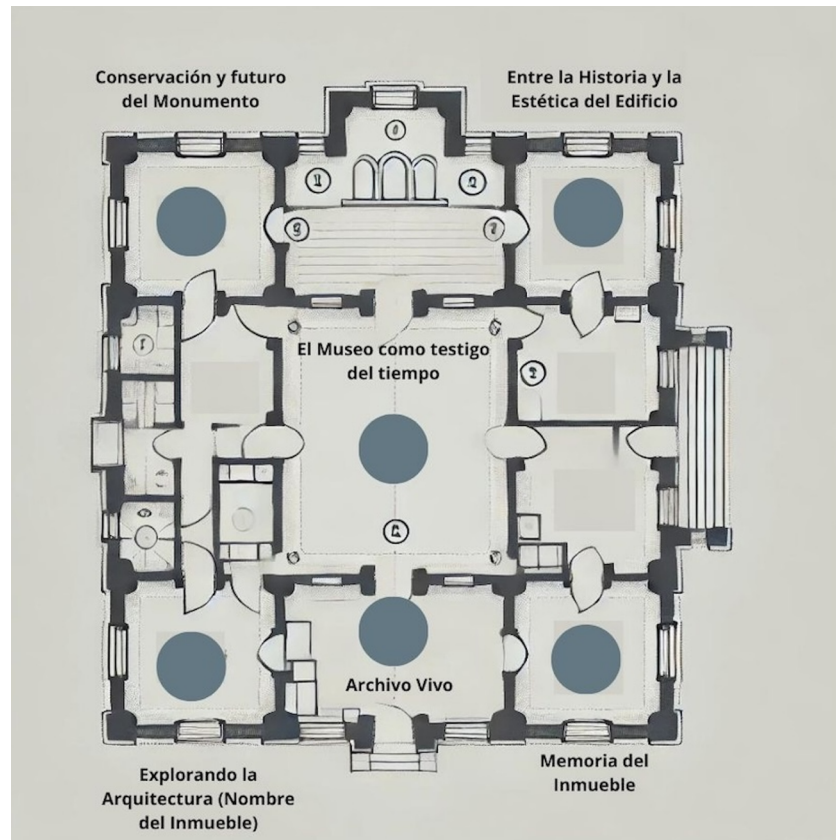 Conservación y futuro
del Monumento
Entre la Historia y la
Estética del Edificio
El Museo como testigo
del tiempo
Archivo Vivo
Explorando la
Arquitectura (Nombre
del Inmueble)
Memoria del
Inmueble